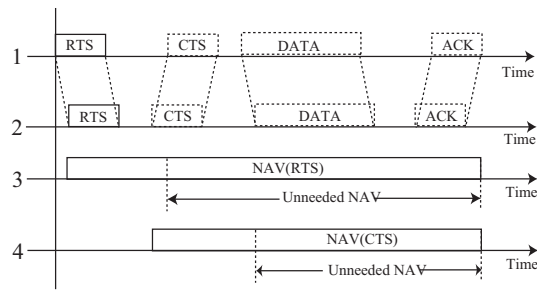 RTS CTS DATA ACK
1
Time
RTS CTS DATA ACK
2
Time
NAV(RTS)
3
Unneeded NAV Time
NAV(CTS)
4
Time
Unneeded NAV